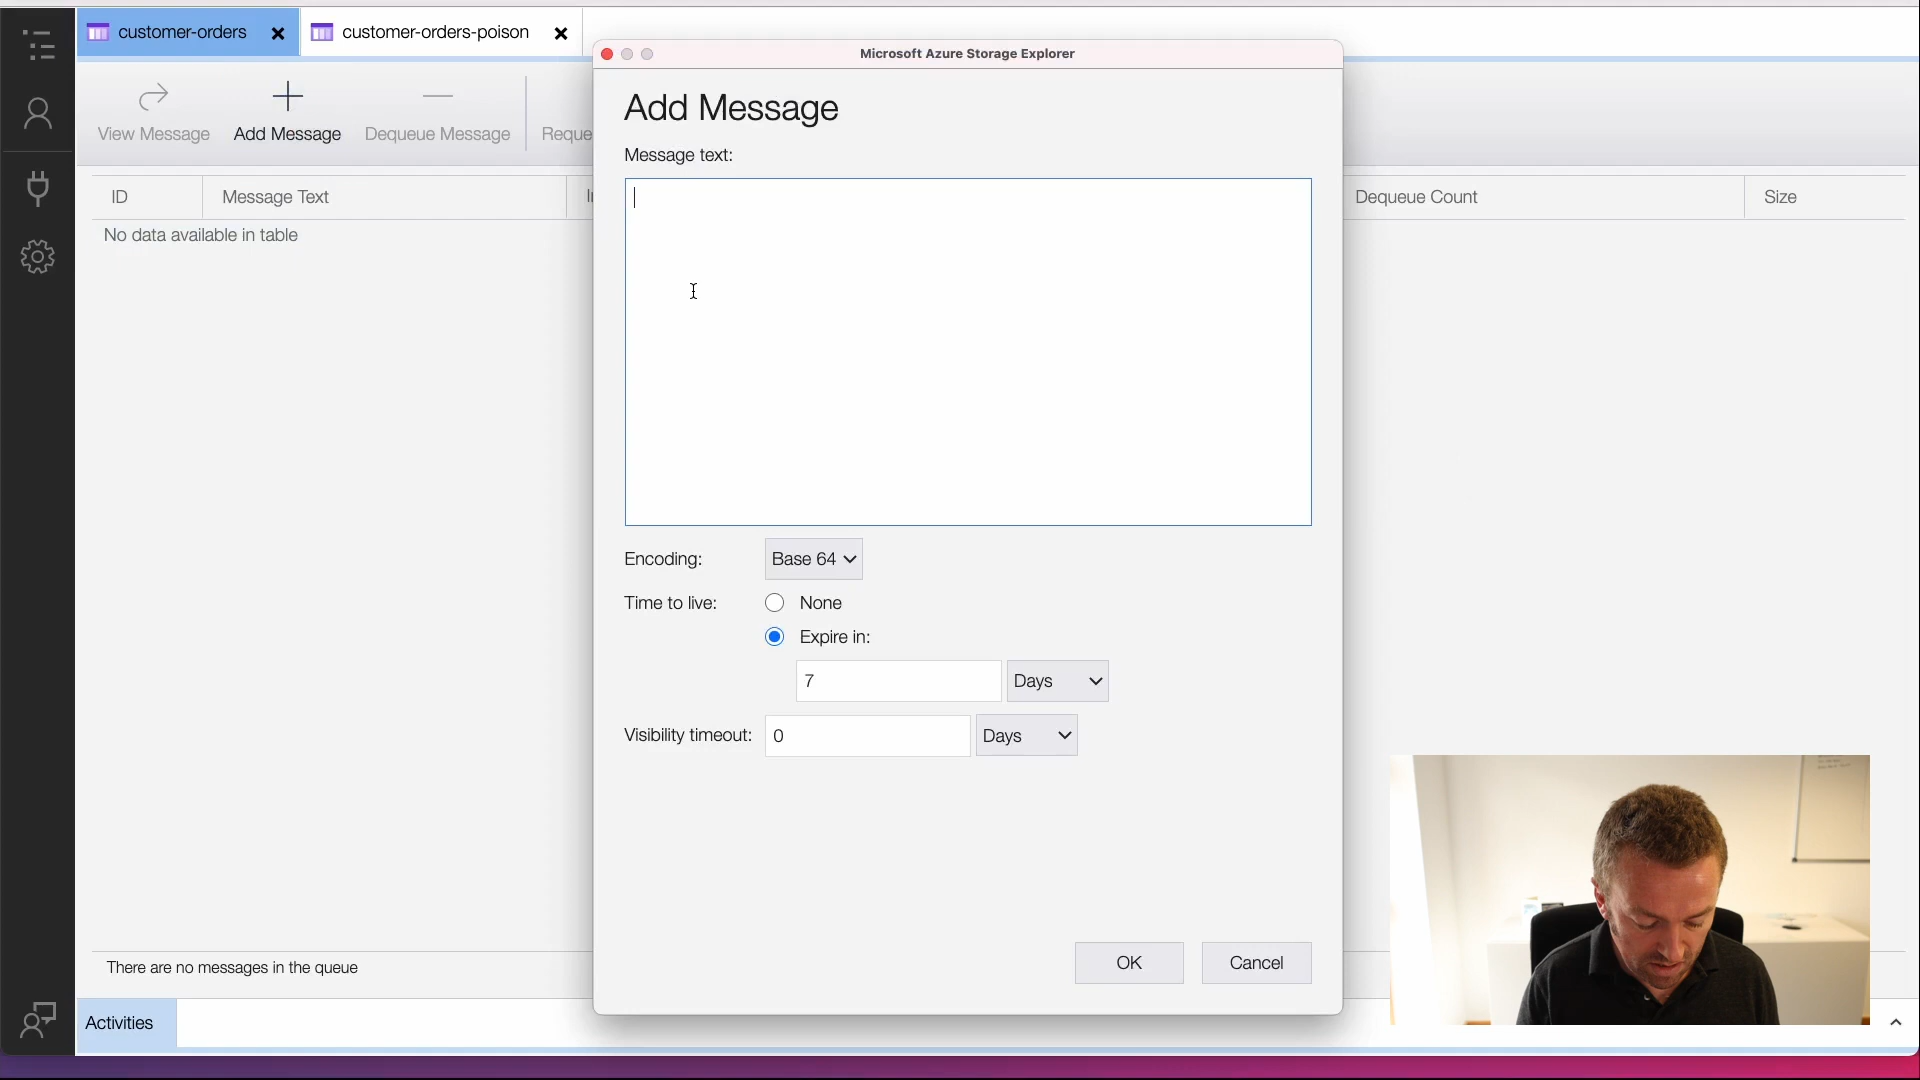 customer-orders
customer-orders-poison
Microsoft Azure Storage Explorer
View Message
Add Message
Dequeue Message
Reque
Add Message
Message text:
ID
Message Text
Dequeue Count
Size
No data available in table
Encoding:
Base 64
Time to live:
None
Expire in:
7
Days
Visibility timeout:
0
Days
OK
Cancel
There are no messages in the queue
Activities